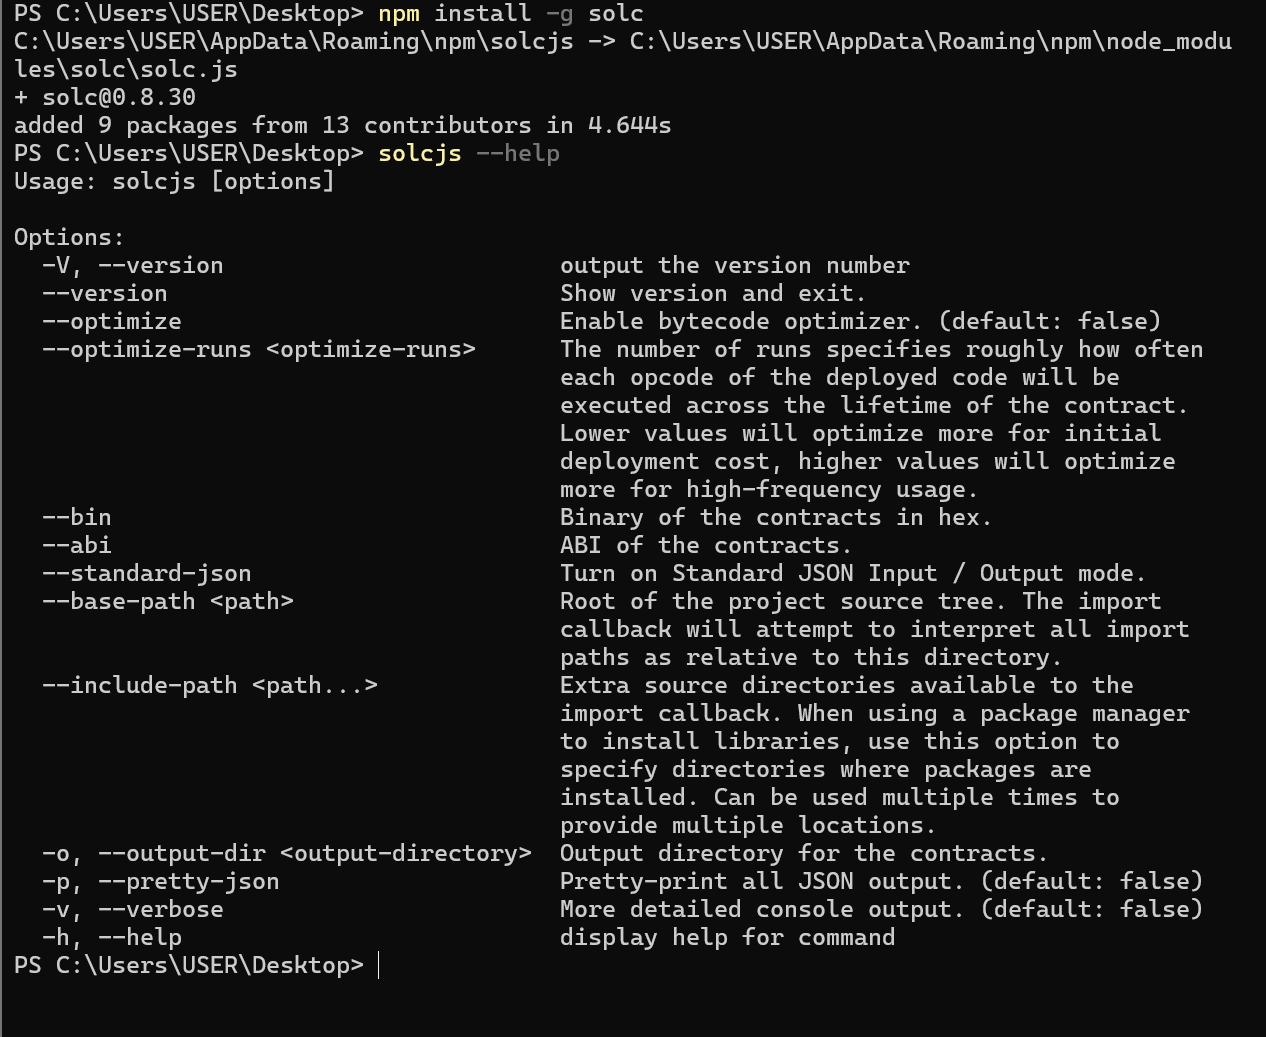 PS C:\Users\USER\Desktop> npm install -g solc
C:\Users\USER\AppData\Roaming\npm\solcjs -> C:\Users\USER\AppData\Roaming\npm\node_modu
les\solc\solc.js
+ solc@0.8.30
added 9 packages from 13 contributors in 4.644s
PS C:\Users\USER\Desktop> solcjs --help
Usage: solcjs [options]

Options:
  -V, --version                        output the version number
  --version                            Show version and exit.
  --optimize                           Enable bytecode optimizer. (default: false)
  --optimize-runs <optimize-runs>      The number of runs specifies roughly how often
                                       each opcode of the deployed code will be
                                       executed across the lifetime of the contract.
                                       Lower values will optimize more for initial
                                       deployment cost, higher values will optimize
                                       more for high-frequency usage.
  --bin                                Binary of the contracts in hex.
  --abi                                ABI of the contracts.
  --standard-json                      Turn on Standard JSON Input / Output mode.
  --base-path <path>                   Root of the project source tree. The import
                                       callback will attempt to interpret all import
                                       paths as relative to this directory.
  --include-path <path...>             Extra source directories available to the
                                       import callback. When using a package manager
                                       to install libraries, use this option to
                                       specify directories where packages are
                                       installed. Can be used multiple times to
                                       provide multiple locations.
  -o, --output-dir <output-directory>  Output directory for the contracts.
  -p, --pretty-json                    Pretty-print all JSON output. (default: false)
  -v, --verbose                        More detailed console output. (default: false)
  -h, --help                           display help for command
PS C:\Users\USER\Desktop>